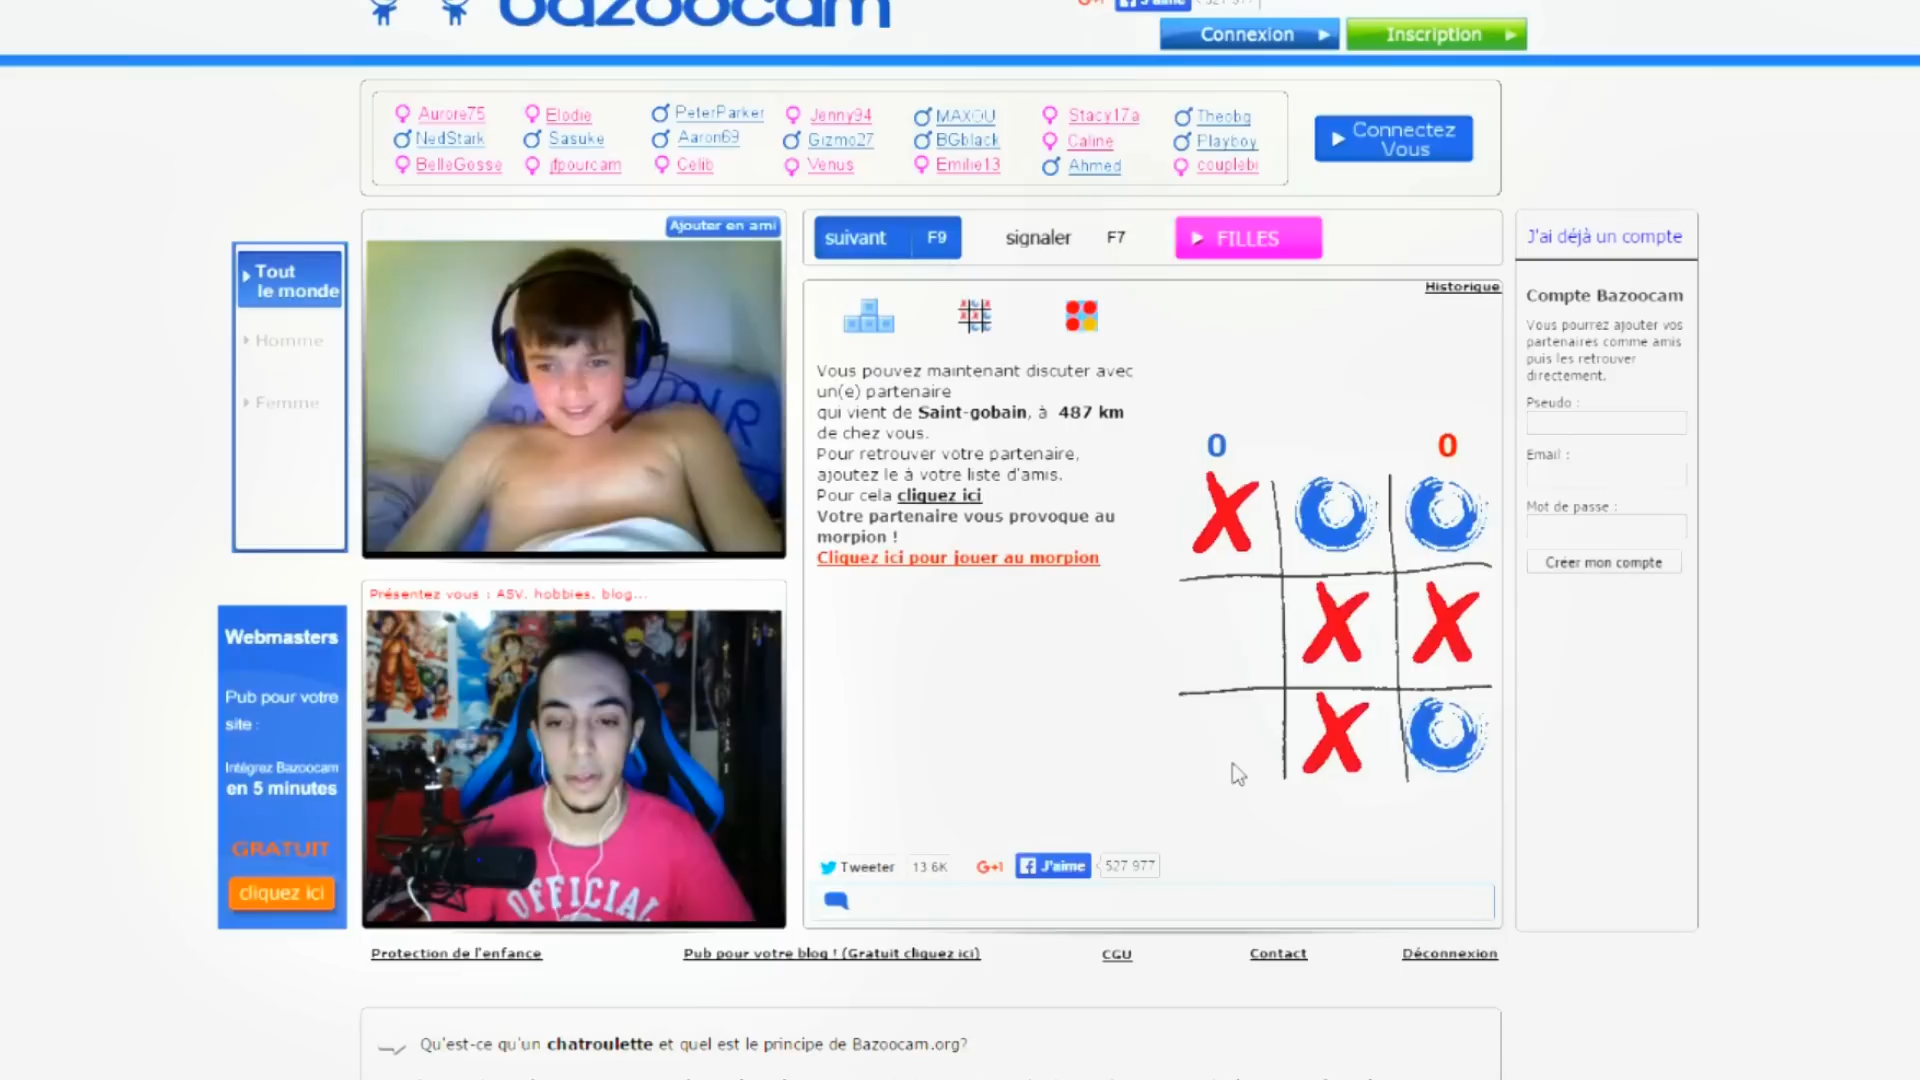 bazoocam
J'aime 527 977
Connexion
Inscription
Aurore75 Elodie PeterParker Jenny94 MAXOU Stacy17a Theobg
NedStark Sasuke Aaron69 Gizmo27 BGblack Caline Playboy
BelleGosse jfpourcam Celib Venus Emilie13 Ahmed couplebi
Connectez
Vous
Ajouter en ami
suivant F9 signaler F7 FILLES
J'ai déjà un compte
Tout
le monde
Homme
Femme
Historique
Vous pouvez maintenant discuter avec
un(e) partenaire
qui vient de Saint-gobain, à 487 km
de chez vous.
Pour retrouver votre partenaire,
ajoutez le à votre liste d'amis.
Pour cela cliquez ici
Votre partenaire vous provoque au
morpion !
Cliquez ici pour jouer au morpion
0 0
Compte Bazoocam
Vous pourrez ajouter vos
partenaires comme amis
puis les retrouver
directement.
Pseudo :
Email :
Mot de passe :
Créer mon compte
Présentez vous : ASV, hobbies, blog...
Webmasters
Pub pour votre
site :
Intégrez Bazoocam
en 5 minutes
GRATUIT
cliquez ici
OFFICIAL
Tweeter 13.6K G+1 J'aime 527 977
Protection de l'enfance Pub pour votre blog ! (Gratuit cliquez ici) CGU Contact Déconnexion
Qu'est-ce qu'un chatroulette et quel est le principe de Bazoocam.org?